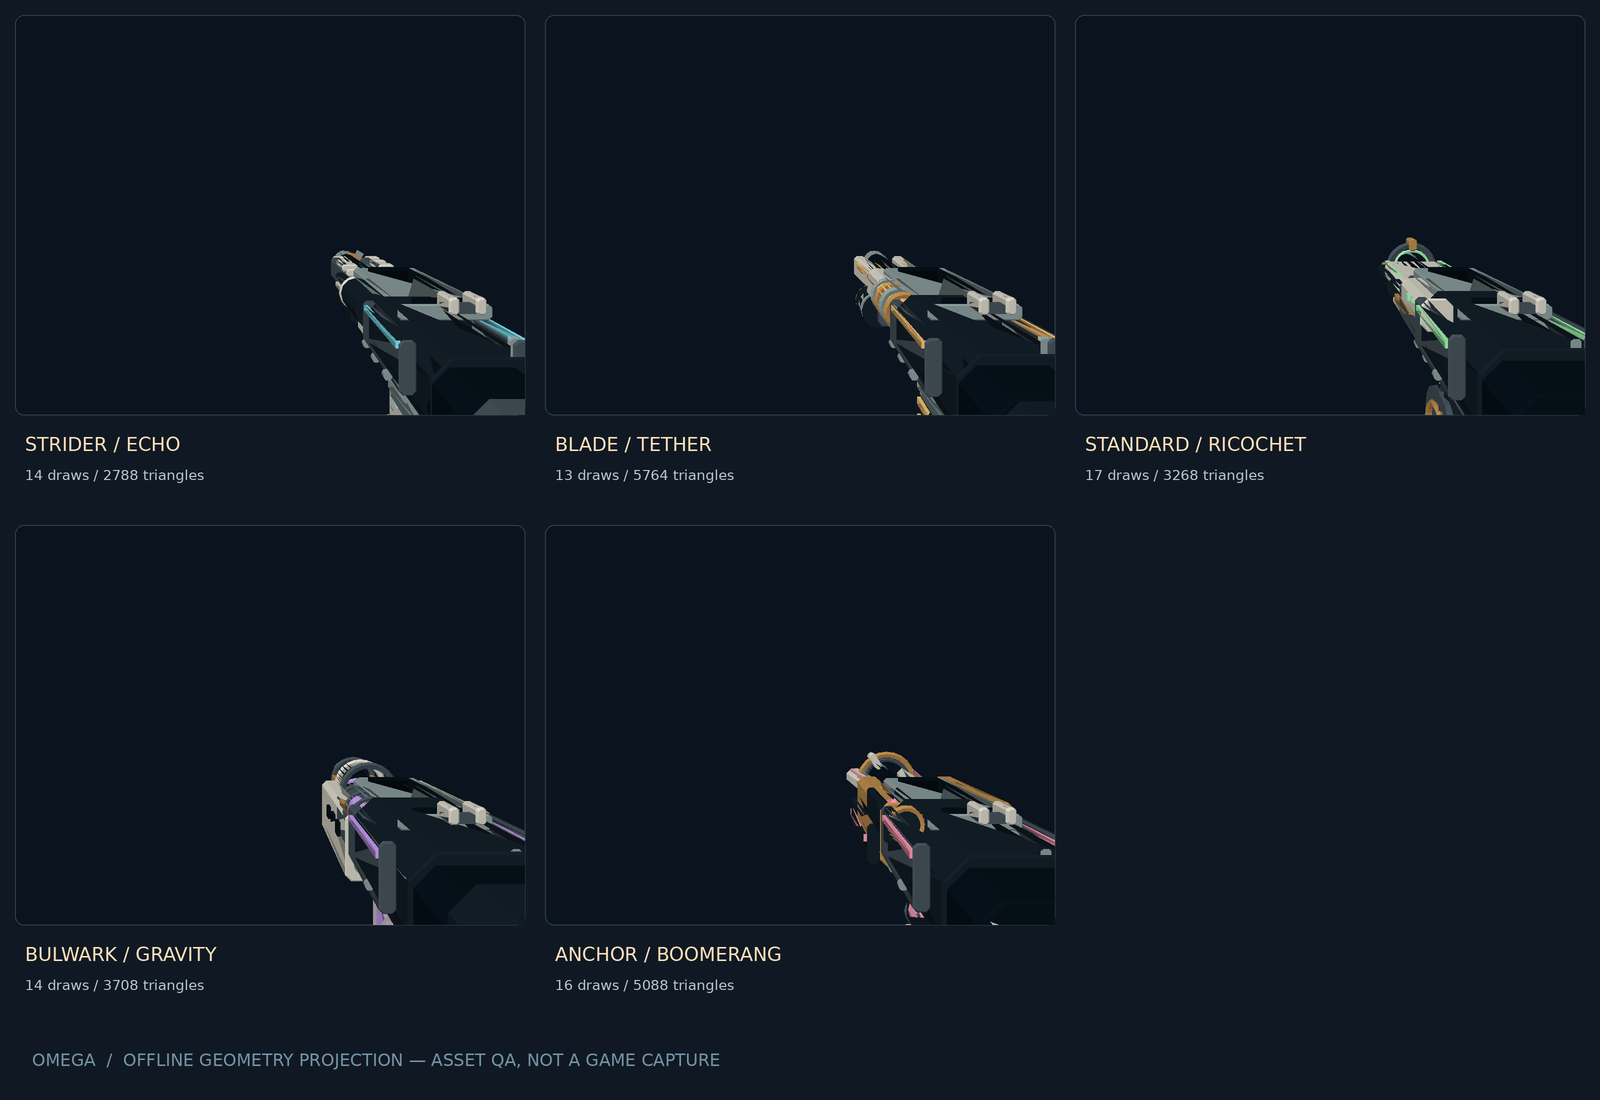 STRIDER / ECHO
14 draws / 2788 triangles
BLADE / TETHER
13 draws / 5764 triangles
STANDARD / RICOCHET
17 draws / 3268 triangles
BULWARK / GRAVITY
14 draws / 3708 triangles
ANCHOR / BOOMERANG
16 draws / 5088 triangles
OMEGA / OFFLINE GEOMETRY PROJECTION — ASSET QA, NOT A GAME CAPTURE